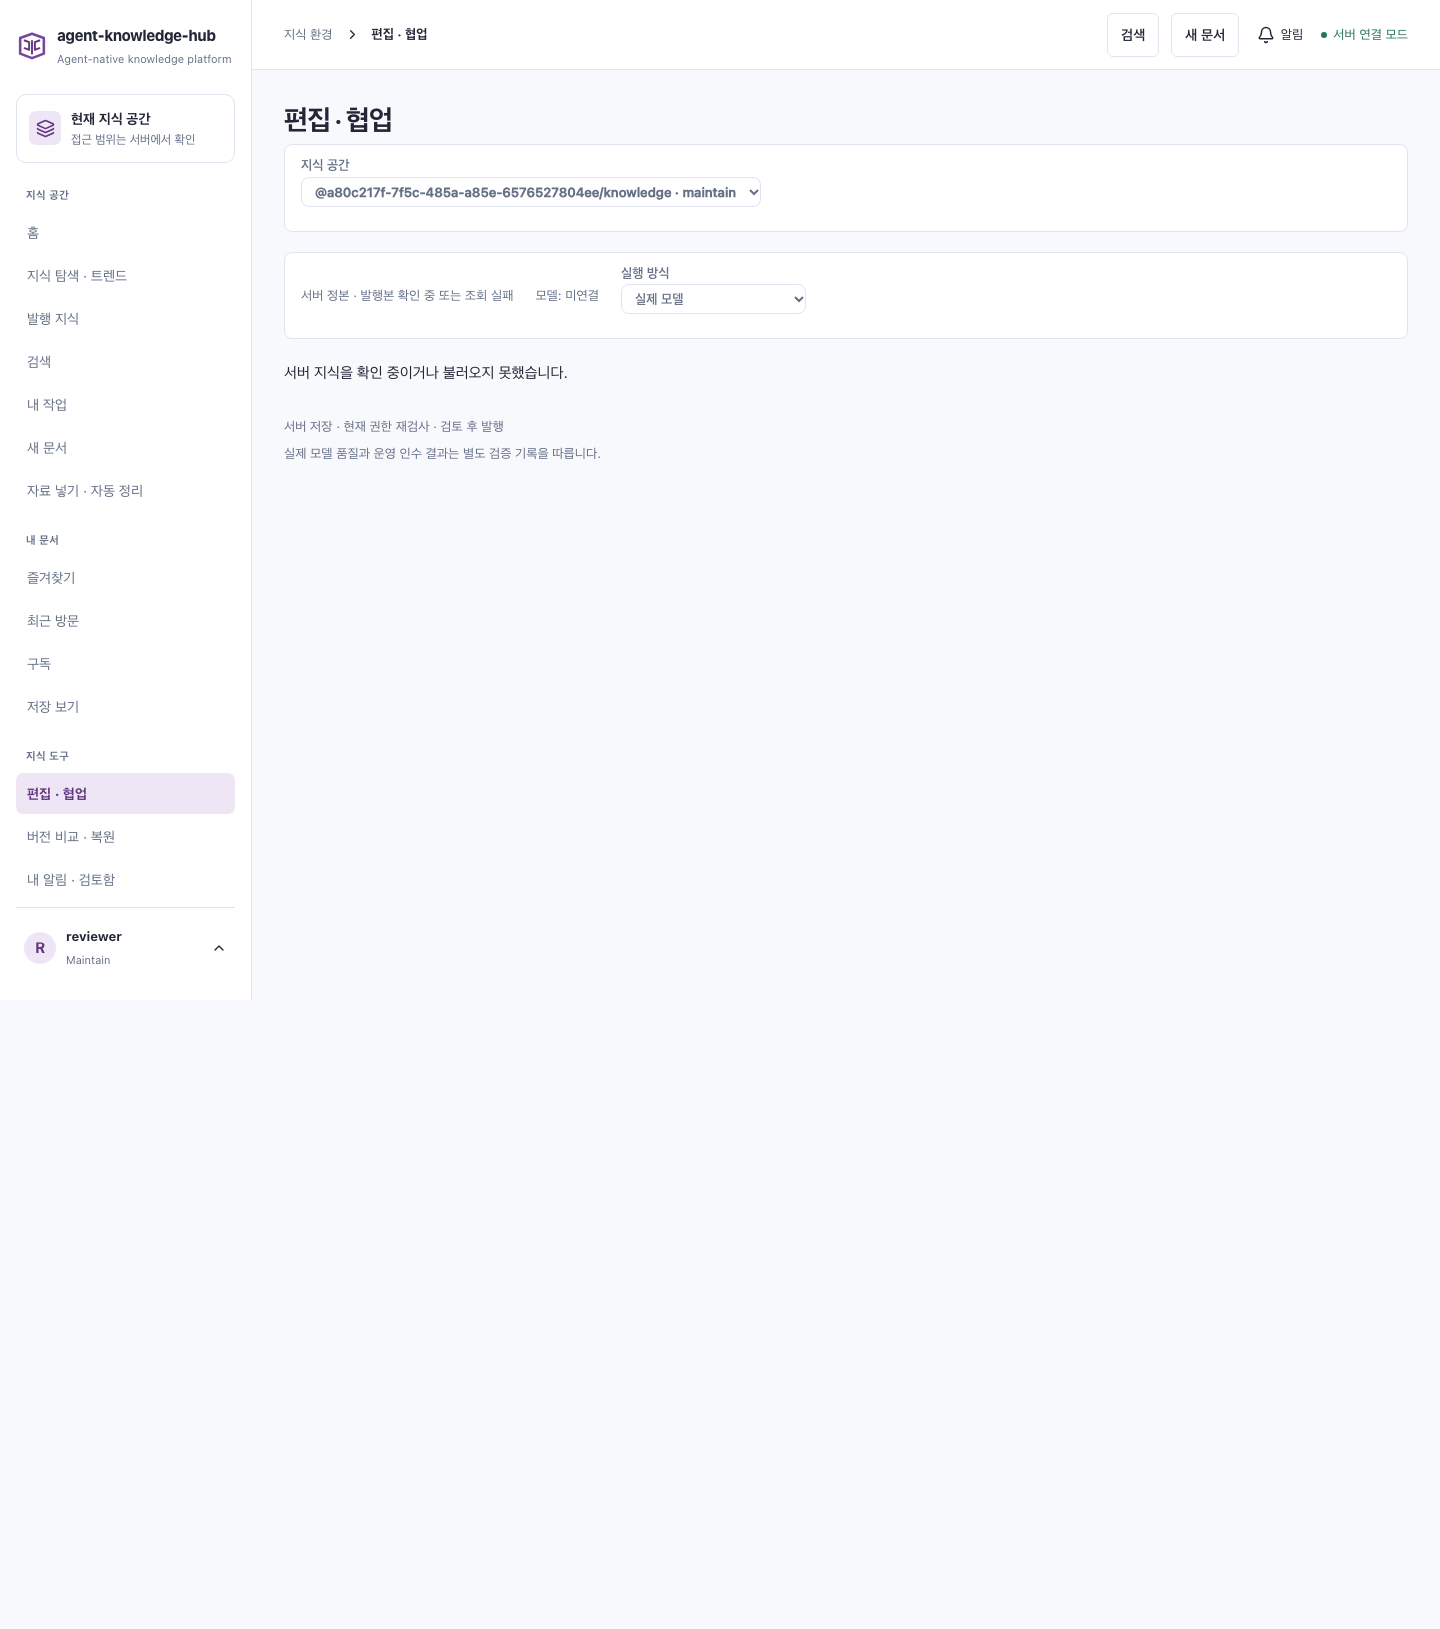 agent-knowledge-hub
Agent-native knowledge platform
현재 지식 공간
접근 범위는 서버에서 확인
지식 공간
홈
지식 탐색 · 트렌드
발행 지식
검색
내 작업
새 문서
자료 넣기 · 자동 정리
내 문서
즐겨찾기
최근 방문
구독
저장 보기
지식 도구
편집 · 협업
버전 비교 · 복원
내 알림 · 검토함
R
reviewer
Maintain
지식 환경
편집 · 협업
검색
새 문서
알림
서버 연결 모드
편집 · 협업
지식 공간
@a80c217f-7f5c-485a-a85e-6576527804ee/knowledge · maintain
서버 정본 · 발행본 확인 중 또는 조회 실패
모델: 미연결
실행 방식
실제 모델
서버 지식을 확인 중이거나 불러오지 못했습니다.
서버 저장 · 현재 권한 재검사 · 검토 후 발행
실제 모델 품질과 운영 인수 결과는 별도 검증 기록을 따릅니다.